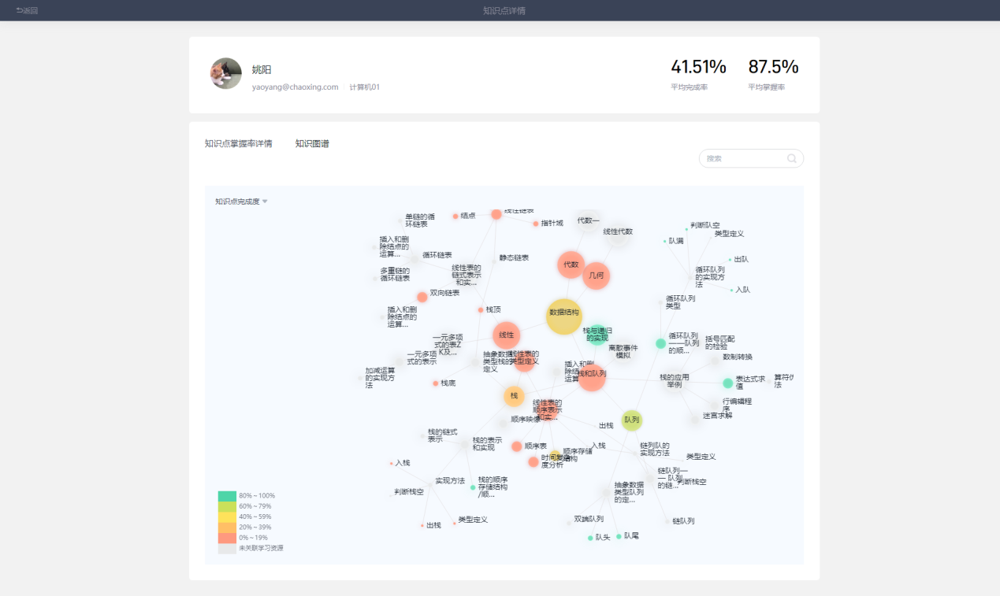 返回
知识点详情
姚阳
yaoyang@chaoxing.com
计算机01
41.51%
平均完成率
87.5%
平均掌握率
知识点掌握率详情
知识图谱
搜索
知识点完成度
单链的循
环链表
结点
线性链表
指针域
代数一
线性代数
判断队空
类型定义
队满
插入和删
除结点的
运算...
循环链表
静态链表
出队
代数
几何
多重链的
循环链表
线性表的
链式表示
和实...
循环队列
的实现方
法
入队
双向链表
循环队列
类型
插入和删
除结点的
运算...
栈顶
数据结构
栈与递归
的实现
线性
一元多项
式的表Z
K及...
循环队列
——队列
的顺...
括号匹配
的检验
离散事件
模拟
一元多项
式的表示
抽象数据
类型栈的
定义
线性表的
类型定义
数制转换
插入和删
除结
运算
栈和队列
加减运算
的实现方
法
栈的应用
举例
表达式求
值
算符优
法
栈底
栈
线性表的
顺序表示
和实...
行编辑程
序
迷宫求解
顺序映像
队列
出栈
栈的链式
表示
栈的表示
和实现
顺序表
入栈
链列队的
实现方法
顺序存储
结构
时间复杂
度分析
类型定义
入栈
链队列—
— 队列
的链...
判断栈空
实现方法
栈的顺序
存储结构
/顺...
抽象数据
类型队列
的定...
判断栈空
双端队列
链队列
出栈
类型定义
队头
队尾
80%～100%
60%～79%
40%～59%
20%～39%
0%～19%
未关联学习资源